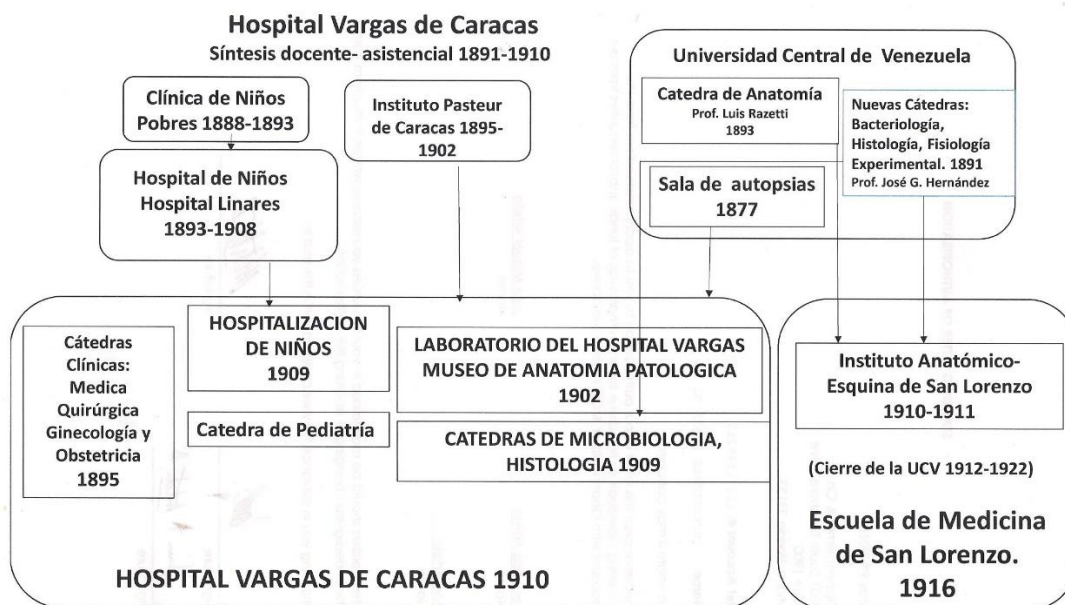 Hospital Vargas de Caracas
Síntesis docente- asistencial 1891-1910
Clínica de Niños
Pobres 1888-1893
Hospital de Niños
Hospital Linares
1893-1908
Instituto Pasteur
de Caracas 1895-
1902
Universidad Central de Venezuela
Catedra de Anatomía
Prof. Luis Razetti
1893
Nuevas Cátedras:
Bacteriología,
Histología, Fisiología
Experimental. 1891
Prof. José G. Hernández
Sala de autopsias
1877
Cátedras
Clínicas:
Medica
Quirúrgica
Ginecología y
Obstetricia
1895
HOSPITALIZACION
DE NIÑOS
1909
Catedra de Pediatría
LABORATORIO DEL HOSPITAL VARGAS
MUSEO DE ANATOMIA PATOLOGICA
1902
CATEDRAS DE MICROBIOLOGIA,
HISTOLOGIA 1909
HOSPITAL VARGAS DE CARACAS 1910
Instituto Anatómico-
Esquina de San Lorenzo
1910-1911
(Cierre de la UCV 1912-1922)
Escuela de Medicina
de San Lorenzo.
1916